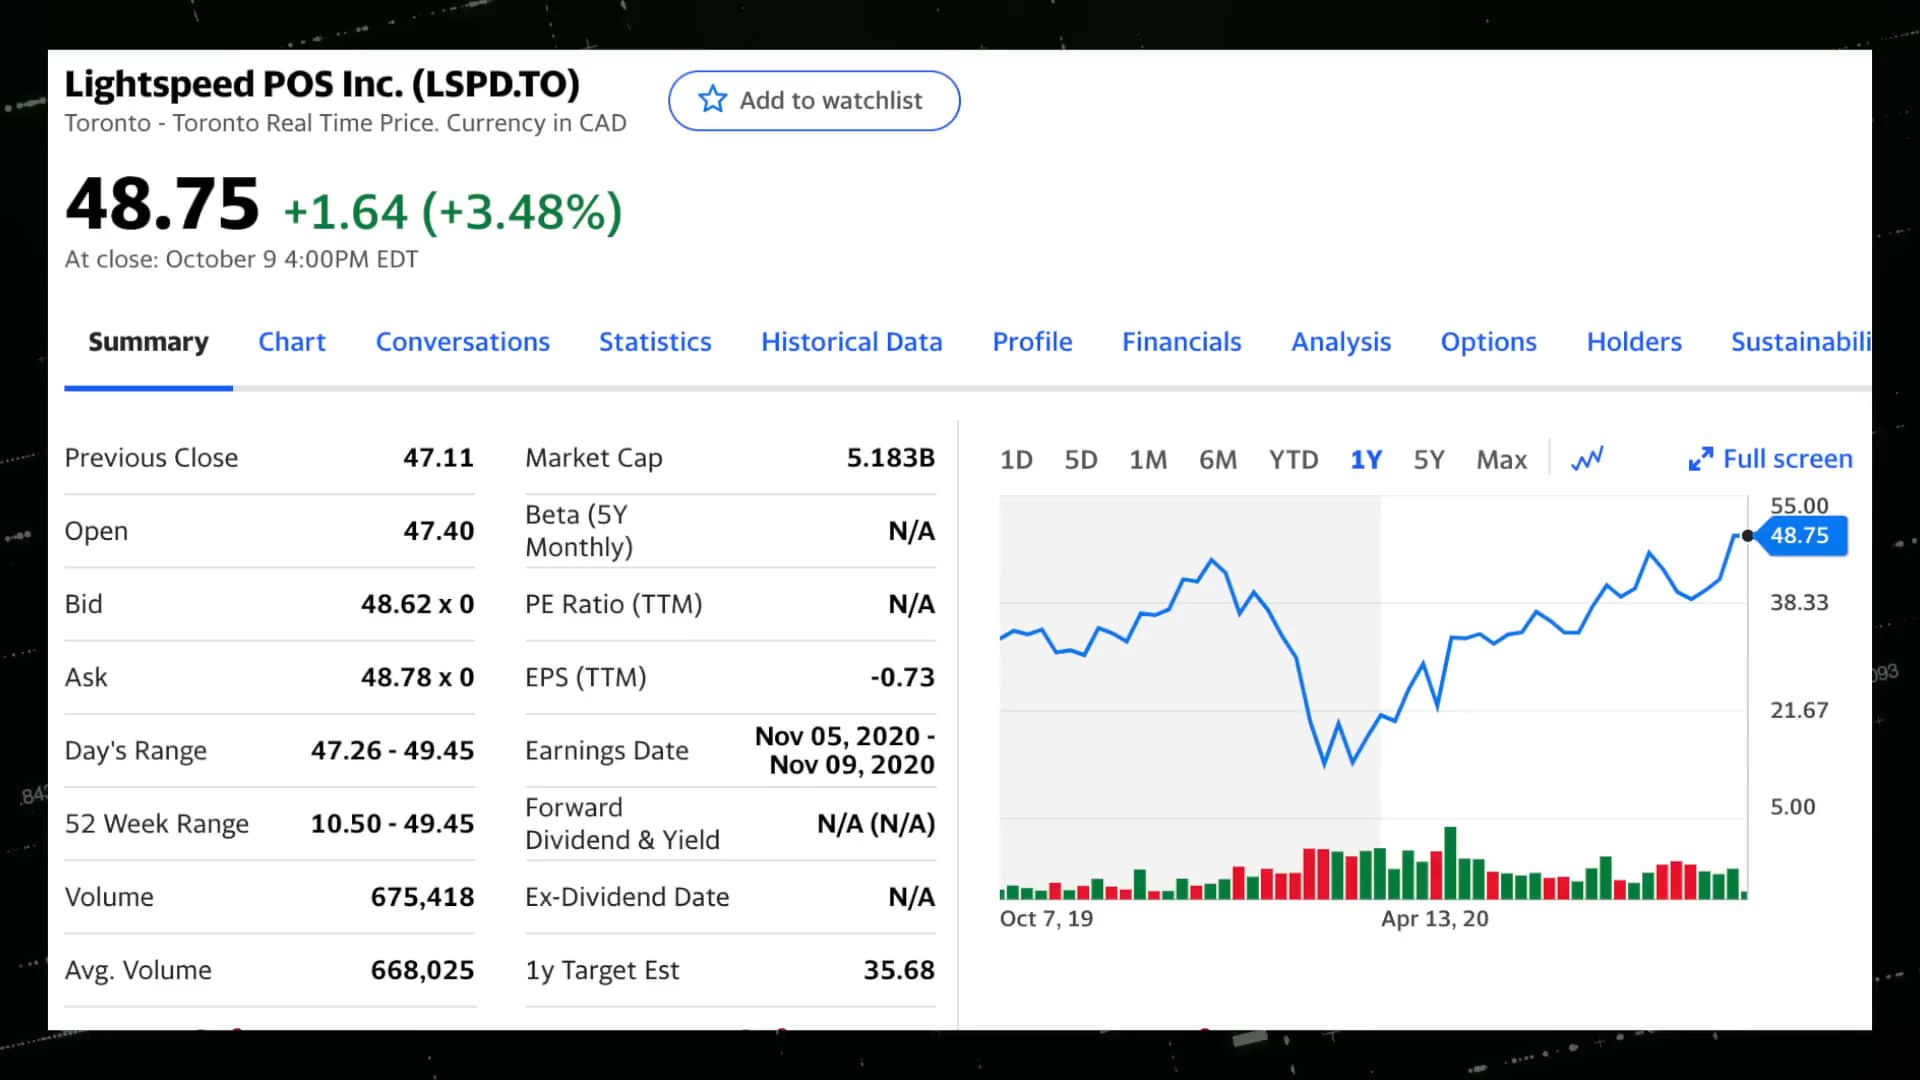 Lightspeed POS Inc. (LSPD.TO)
Toronto - Toronto Real Time Price. Currency in CAD
Add to watchlist
48.75 +1.64 (+3.48%)
At close: October 9 4:00PM EDT
Summary Chart Conversations Statistics Historical Data Profile Financials Analysis Options Holders Sustainabili
Previous Close 47.11
Open 47.40
Bid 48.62 x 0
Ask 48.78 x 0
Day's Range 47.26 - 49.45
52 Week Range 10.50 - 49.45
Volume 675,418
Avg. Volume 668,025
Market Cap 5.183B
Beta (5Y
Monthly) N/A
PE Ratio (TTM) N/A
EPS (TTM) -0.73
Earnings Date Nov 05, 2020 -
Nov 09, 2020
Forward
Dividend & Yield N/A (N/A)
Ex-Dividend Date N/A
1y Target Est 35.68
1D 5D 1M 6M YTD 1Y 5Y Max Full screen
55.00
48.75
38.33
21.67
5.00
Oct 7, 19 Apr 13, 20